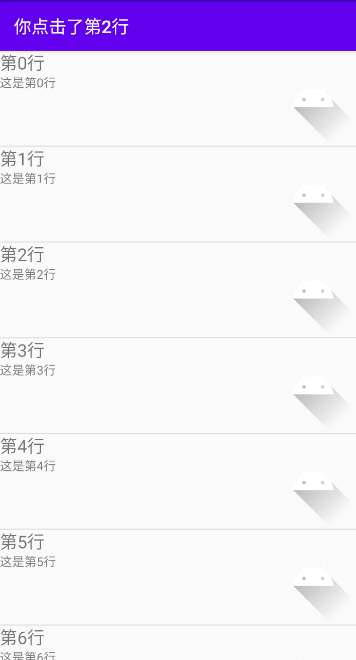 你点击了第2行
第0行
这是第0行
第1行
这是第1行
第2行
这是第2行
第3行
这是第3行
第4行
这是第4行
第5行
这是第5行
第6行
这是第6行